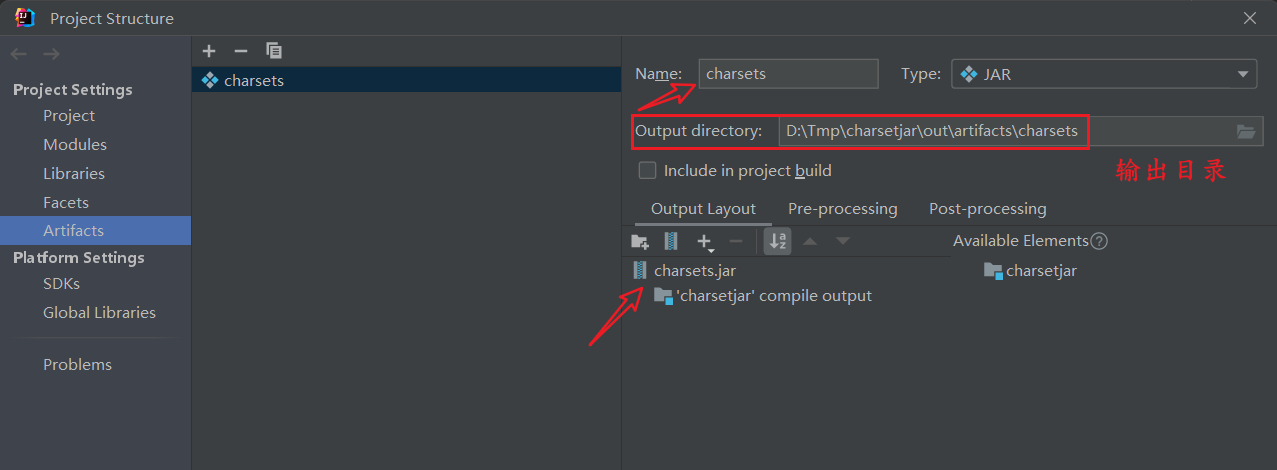 Project Structure
Project Settings
Project
Modules
Libraries
Facets
Artifacts
Platform Settings
SDKs
Global Libraries
Problems
charsets
Name: charsets Type: JAR
Output directory: D:\Tmp\charsetjar\out\artifacts\charsets
Include in project build
输出目录
Output Layout Pre-processing Post-processing
Available Elements
charsets.jar
'charsetjar' compile output
charsetjar